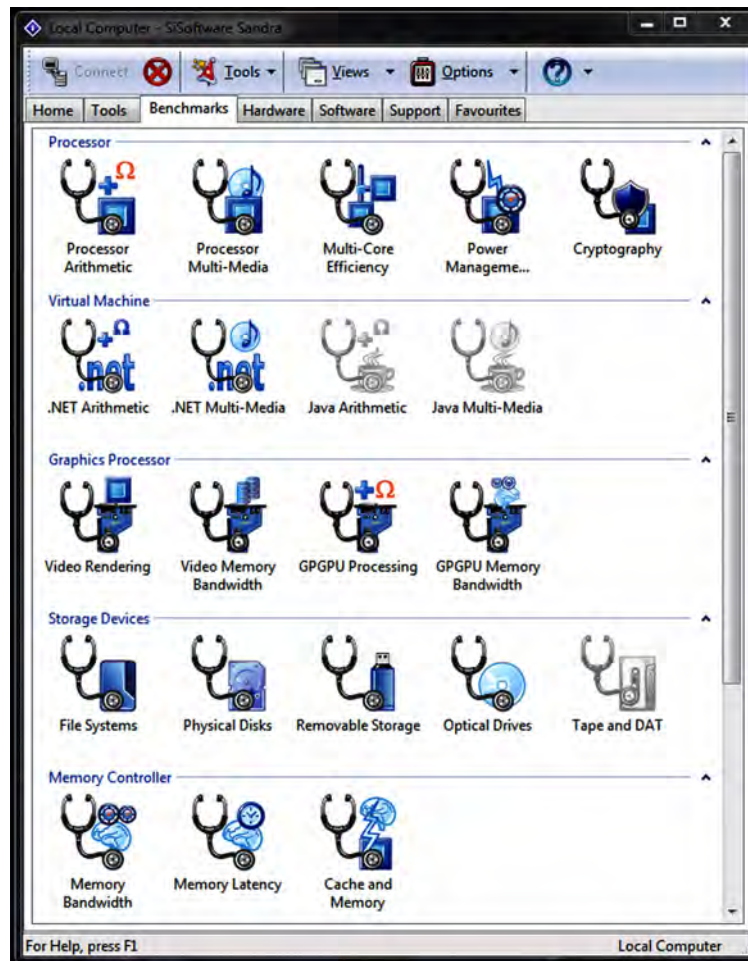 Local Computer - SiSoftware Sandra
Connect Tools Views Options
Home Tools Benchmarks Hardware Software Support Favourites
Processor
Processor Arithmetic
Processor Multi-Media
Multi-Core Efficiency
Power Manageme...
Cryptography
Virtual Machine
.net .net
.NET Arithmetic .NET Multi-Media Java Arithmetic Java Multi-Media
Graphics Processor
Video Rendering
Video Memory Bandwidth
GPGPU Processing
GPGPU Memory Bandwidth
Storage Devices
File Systems Physical Disks Removable Storage Optical Drives Tape and DAT
Memory Controller
Memory Bandwidth
Memory Latency
Cache and Memory
For Help, press F1 Local Computer